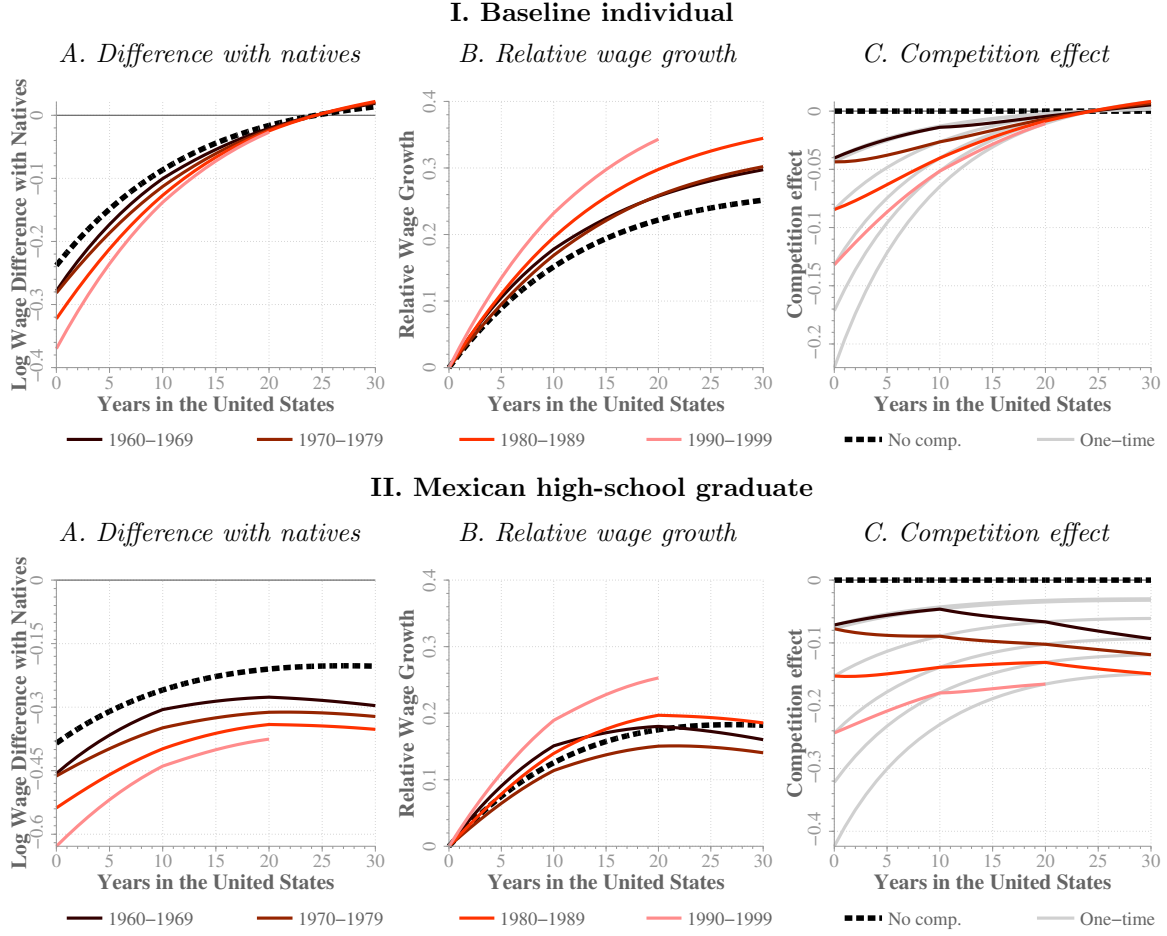 I. Baseline individual
A. Difference with natives
B. Relative wage growth
C. Competition effect
Log Wage Difference with Natives
0
−0.1
−0.2
−0.3
−0.4
0 5 10 15 20 25 30
Years in the United States
Relative Wage Growth
0.4
0.3
0.2
0.1
0
0 5 10 15 20 25 30
Years in the United States
Competition effect
0
−0.05
−0.1
−0.15
−0.2
0 5 10 15 20 25 30
Years in the United States
1960−1969 1970−1979 1980−1989 1990−1999 No comp. One−time
II. Mexican high-school graduate
A. Difference with natives
B. Relative wage growth
C. Competition effect
Log Wage Difference with Natives
0
−0.15
−0.3
−0.45
−0.6
0 5 10 15 20 25 30
Years in the United States
Relative Wage Growth
0.4
0.3
0.2
0.1
0
0 5 10 15 20 25 30
Years in the United States
Competition effect
0
−0.1
−0.2
−0.3
−0.4
0 5 10 15 20 25 30
Years in the United States
1960−1969 1970−1979 1980−1989 1990−1999 No comp. One−time